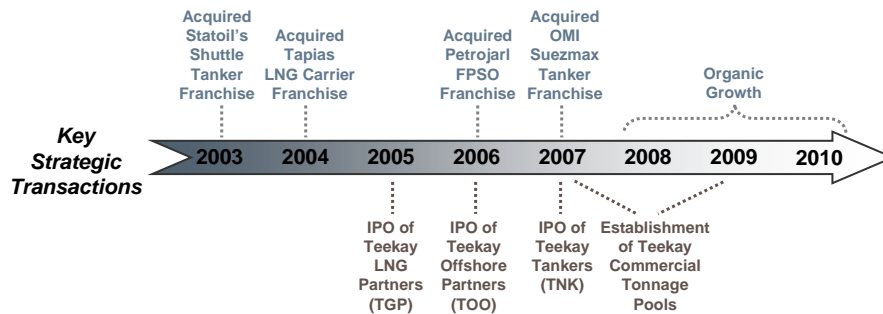 Acquired
Statoil's
Shuttle
Tanker
Franchise
Acquired
Tapias
LNG Carrier
Franchise
Acquired
Petrojarl
FPSO
Franchise
Acquired
OMI
Suezmax
Tanker
Franchise
Organic
Growth
Key
Strategic
Transactions
2003 2004 2005 2006 2007 2008 2009 2010
IPO of
Teekay
LNG
Partners
(TGP)
IPO of
Teekay
Offshore
Partners
(TOO)
IPO of
Teekay
Tankers
(TNK)
Establishment
of Teekay
Commercial
Tonnage
Pools